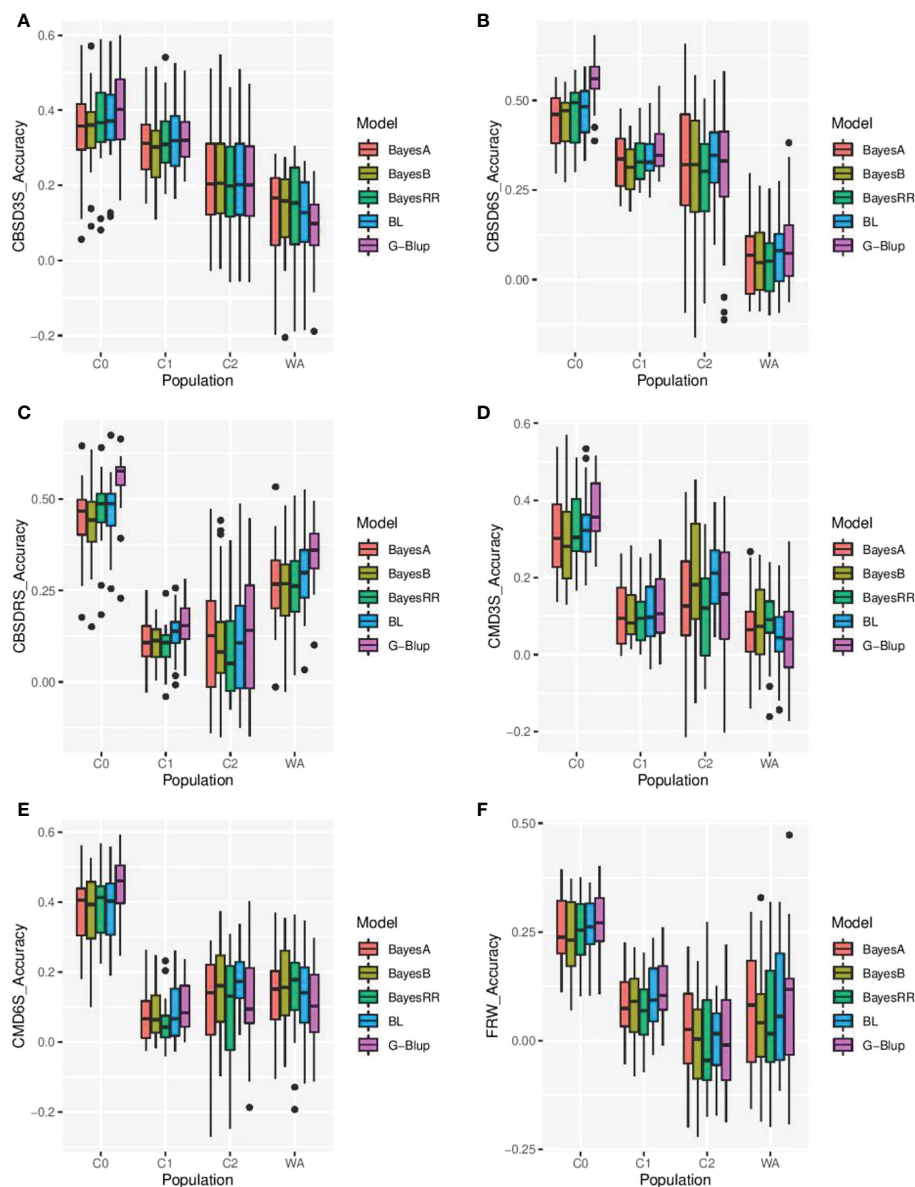 A
CBSD3S_Accuracy
0.6
0.4
0.2
0.0
−0.2
C0 C1 C2 WA
Population
Model
BayesA
BayesB
BayesRR
BL
G−Blup
B
CBSD6S_Accuracy
0.50
0.25
0.00
C0 C1 C2 WA
Population
Model
BayesA
BayesB
BayesRR
BL
G−Blup
C
CBSDRS_Accuracy
0.50
0.25
0.00
C0 C1 C2 WA
Population
Model
BayesA
BayesB
BayesRR
BL
G−Blup
D
CMD3S_Accuracy
0.6
0.4
0.2
0.0
−0.2
C0 C1 C2 WA
Population
Model
BayesA
BayesB
BayesRR
BL
G−Blup
E
CMD6S_Accuracy
0.6
0.4
0.2
0.0
−0.2
C0 C1 C2 WA
Population
Model
BayesA
BayesB
BayesRR
BL
G−Blup
F
FRW_Accuracy
0.50
0.25
0.00
−0.25
C0 C1 C2 WA
Population
Model
BayesA
BayesB
BayesRR
BL
G−Blup